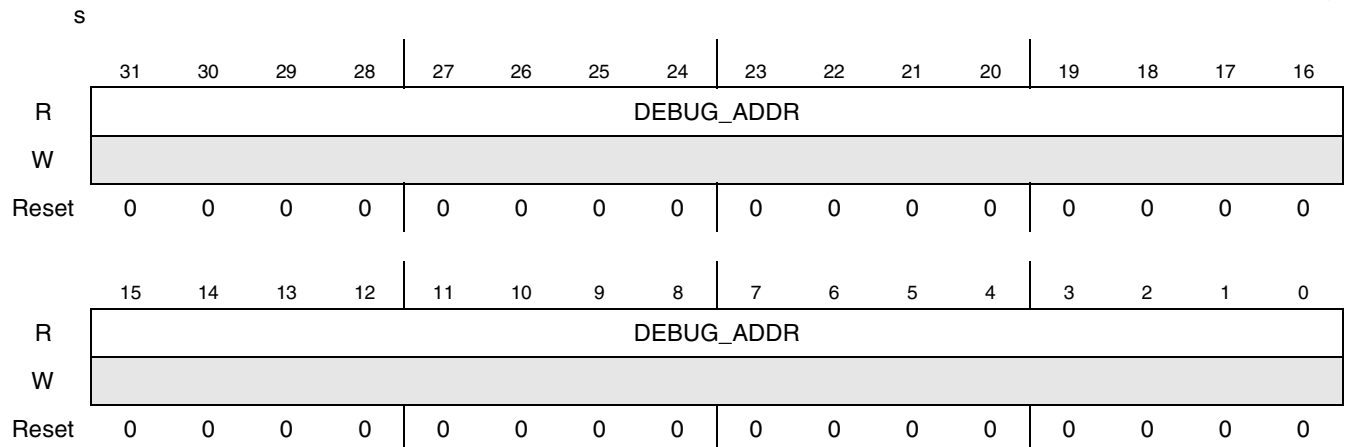 s
31 30 29 28 27 26 25 24 23 22 21 20 19 18 17 16
R DEBUG_ADDR
W
Reset 0 0 0 0 0 0 0 0 0 0 0 0 0 0 0 0
15 14 13 12 11 10 9 8 7 6 5 4 3 2 1 0
R DEBUG_ADDR
W
Reset 0 0 0 0 0 0 0 0 0 0 0 0 0 0 0 0